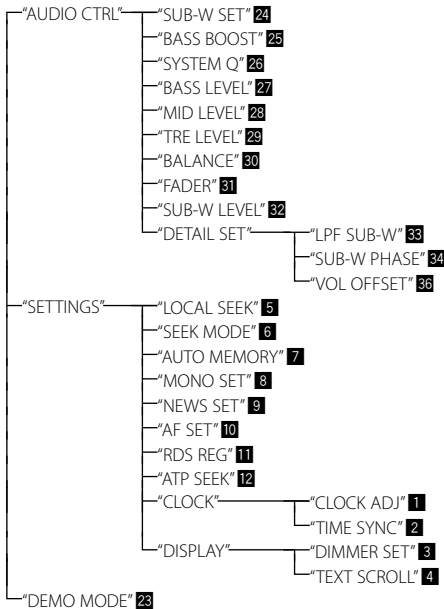 “AUDIO CTRL” “SUB-W SET” 24
“BASS BOOST” 25
“SYSTEM Q” 26
“BASS LEVEL” 27
“MID LEVEL” 28
“TRE LEVEL” 29
“BALANCE” 30
“FADER” 31
“SUB-W LEVEL” 32
“DETAIL SET” “LPF SUB-W” 33
“SUB-W PHASE” 34
“VOL OFFSET” 36
“SETTINGS” “LOCAL SEEK” 5
“SEEK MODE” 6
“AUTO MEMORY” 7
“MONO SET” 8
“NEWS SET” 9
“AF SET” 10
“RDS REG” 11
“ATP SEEK” 12
“CLOCK” “CLOCK ADJ” 1
“TIME SYNC” 2
“DISPLAY” “DIMMER SET” 3
“TEXT SCROLL” 4
“DEMO MODE” 23